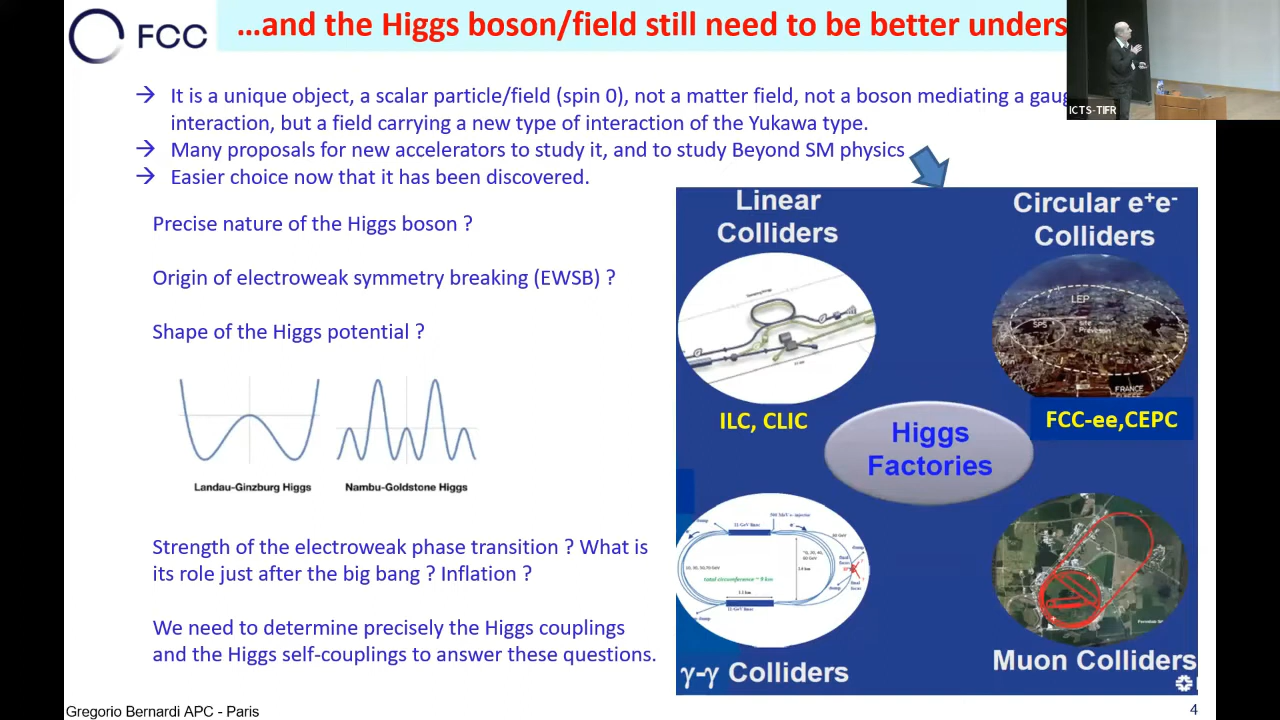 FCC
...and the Higgs boson/field still need to be better unders
ICTS-TIFR
→ It is a unique object, a scalar particle/field (spin 0), not a matter field, not a boson mediating a gaug
interaction, but a field carrying a new type of interaction of the Yukawa type.
→ Many proposals for new accelerators to study it, and to study Beyond SM physics
→ Easier choice now that it has been discovered.
Precise nature of the Higgs boson ?
Origin of electroweak symmetry breaking (EWSB) ?
Shape of the Higgs potential ?
Landau-Ginzburg Higgs
Nambu-Goldstone Higgs
Strength of the electroweak phase transition ? What is
its role just after the big bang ? Inflation ?
We need to determine precisely the Higgs couplings
and the Higgs self-couplings to answer these questions.
Linear
Colliders
ILC, CLIC
Circular e⁺e⁻
Colliders
LEP
SPS
FRANCE
FCC-ee,CEPC
Higgs
Factories
total circumference ~ 9 km
γ-γ Colliders
Muon Colliders
Gregorio Bernardi APC - Paris
4